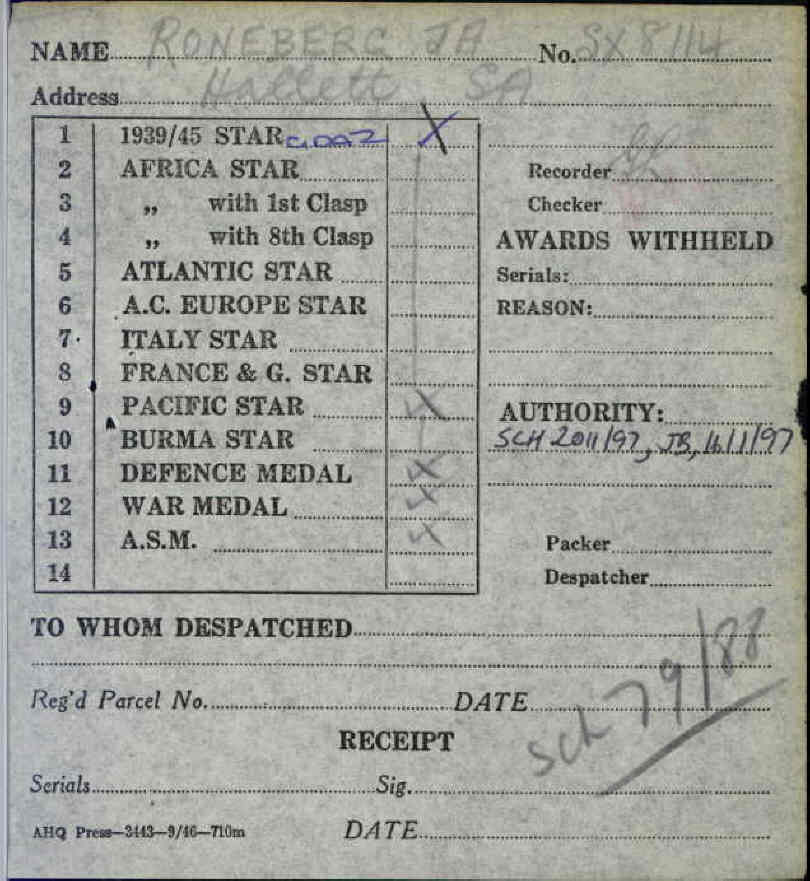 NAME RONEBERG JA No. SX 8114
Address Hallett SA
1 1939/45 STAR X
2 AFRICA STAR
3 ,, with 1st Clasp
4 ,, with 8th Clasp
5 ATLANTIC STAR
6 A.C. EUROPE STAR
7 ITALY STAR
8 FRANCE & G. STAR
9 PACIFIC STAR X
10 BURMA STAR
11 DEFENCE MEDAL X
12 WAR MEDAL X
13 A.S.M. X
14
Recorder
Checker
AWARDS WITHHELD
Serials:
REASON:
AUTHORITY:
SCH 2011/97, JB, 16/1/97
Packer
Despatcher
TO WHOM DESPATCHED
Reg'd Parcel No. DATE
sch 79/88
RECEIPT
Serials Sig.
AHQ Press—3443—9/46—710m DATE